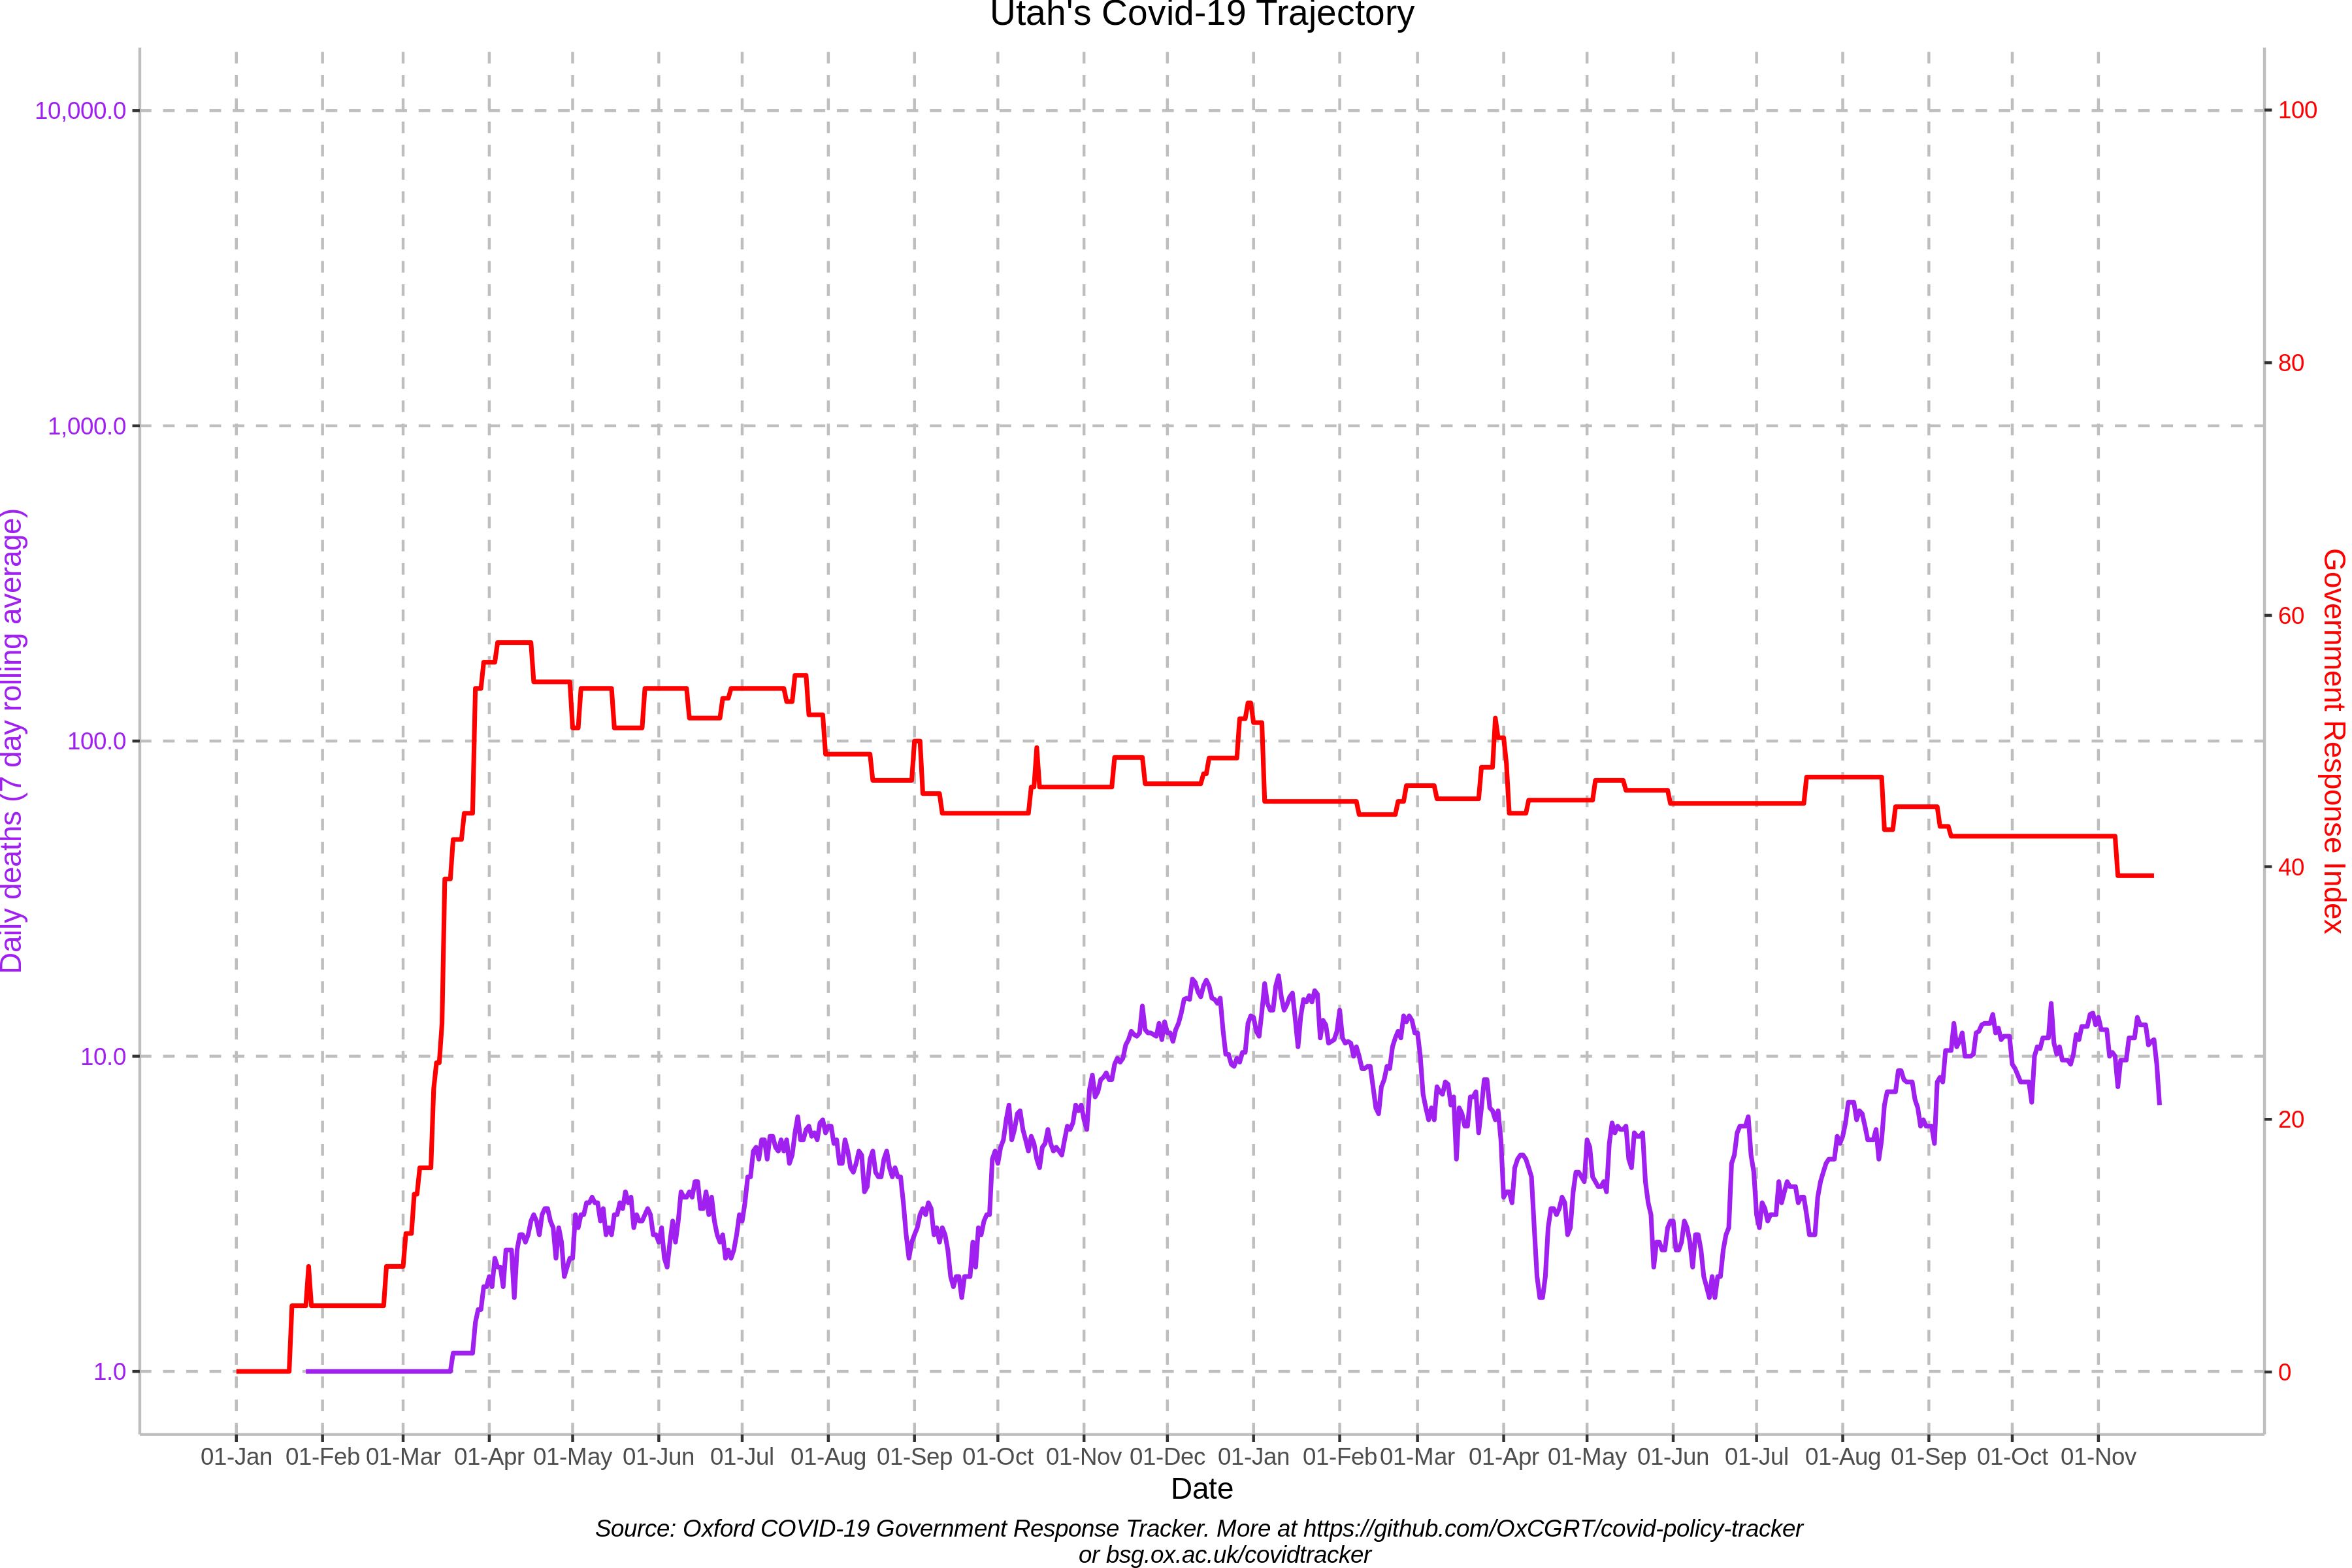 Utah's Covid-19 Trajectory
10,000.0
1,000.0
100.0
10.0
1.0
Daily deaths (7 day rolling average)
100
80
60
40
20
0
Government Response Index
01-Jan 01-Feb 01-Mar 01-Apr 01-May 01-Jun 01-Jul 01-Aug 01-Sep 01-Oct 01-Nov 01-Dec 01-Jan 01-Feb 01-Mar 01-Apr 01-May 01-Jun 01-Jul 01-Aug 01-Sep 01-Oct 01-Nov
Date
Source: Oxford COVID-19 Government Response Tracker. More at https://github.com/OxCGRT/covid-policy-tracker
or bsg.ox.ac.uk/covidtracker